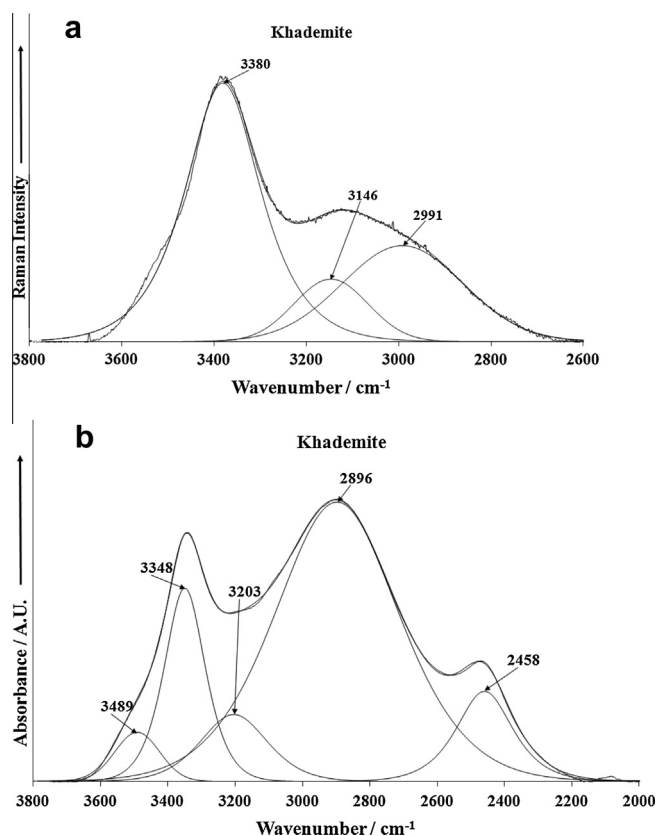 a
Khademite
3380
3146
2991
Raman Intensity
3800 3600 3400 3200 3000 2800 2600
Wavenumber / cm-1
b
Khademite
2896
3348
3203
2458
3489
Absorbance / A.U.
3800 3600 3400 3200 3000 2800 2600 2400 2200 2000
Wavenumber / cm-1